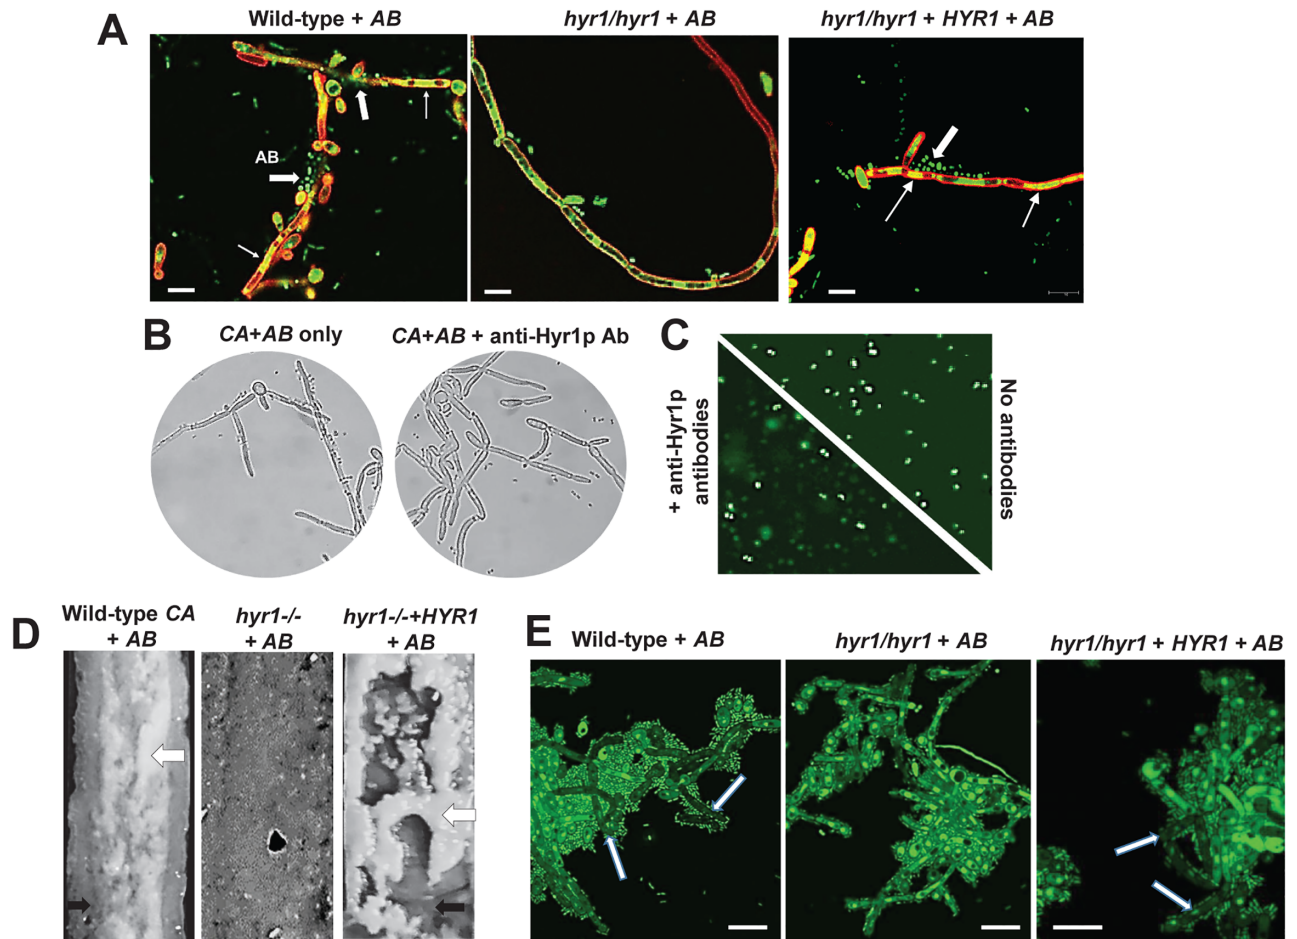 A
Wild-type + AB
hyr1/hyr1 + AB
hyr1/hyr1 + HYR1 + AB
AB
B
CA+AB only
CA+AB + anti-Hyr1p Ab
C
+ anti-Hyr1p
antibodies
No antibodies
D
Wild-type CA
+ AB
hyr1-/-
+ AB
hyr1-/-+HYR1
+ AB
E
Wild-type + AB
hyr1/hyr1 + AB
hyr1/hyr1 + HYR1 + AB